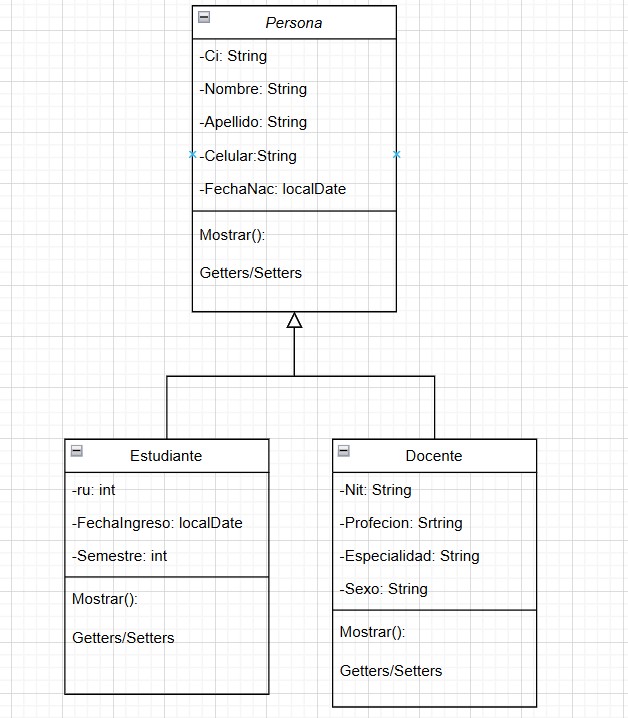 Persona
-Ci: String
-Nombre: String
-Apellido: String
-Celular:String
-FechaNac: localDate
Mostrar():
Getters/Setters
Estudiante
-ru: int
-FechaIngreso: localDate
-Semestre: int
Mostrar():
Getters/Setters
Docente
-Nit: String
-Profecion: Srtring
-Especialidad: String
-Sexo: String
Mostrar():
Getters/Setters